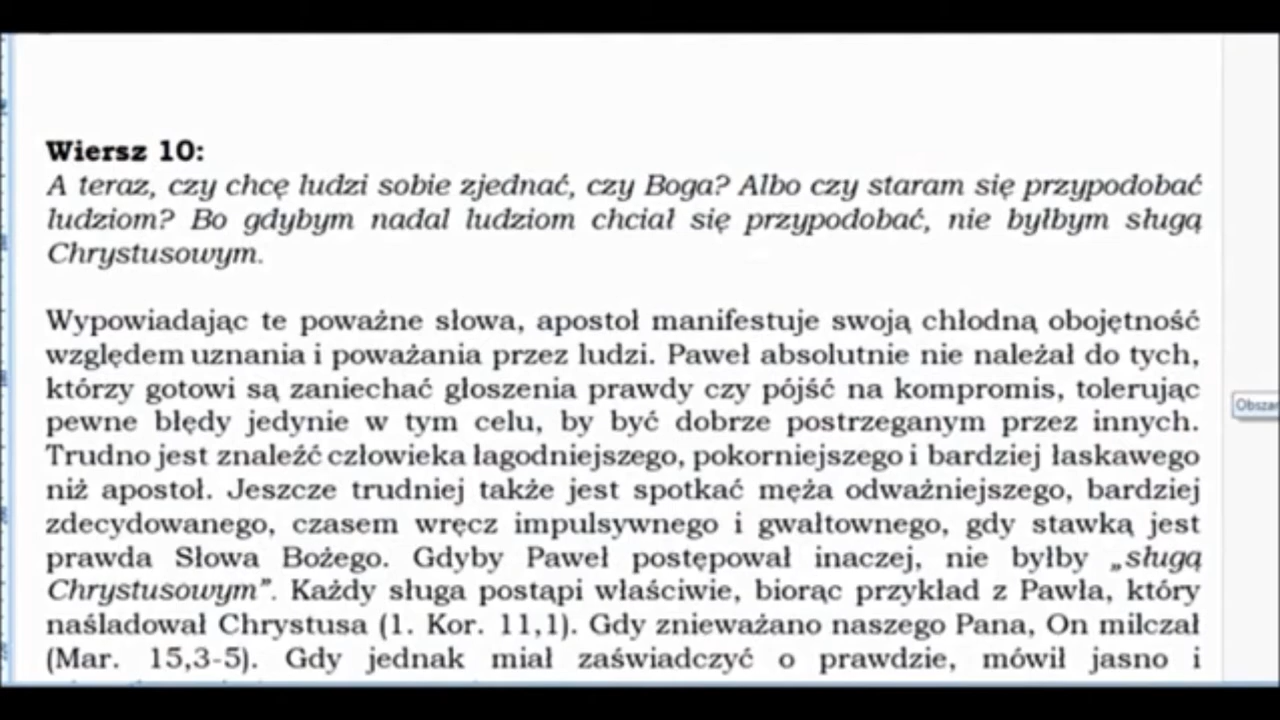 Wiersz 10:
A teraz, czy chcę ludzi sobie zjednać, czy Boga? Albo czy staram się przypodobać
ludziom? Bo gdybym nadal ludziom chciał się przypodobać, nie byłbym sługą
Chrystusowym.
Wypowiadając te poważne słowa, apostoł manifestuje swoją chłodną obojętność
względem uznania i poważania przez ludzi. Paweł absolutnie nie należał do tych,
którzy gotowi są zaniechać głoszenia prawdy czy pójść na kompromis, tolerując
pewne błędy jedynie w tym celu, by być dobrze postrzeganym przez innych.
Trudno jest znaleźć człowieka łagodniejszego, pokorniejszego i bardziej łaskawego
niż apostoł. Jeszcze trudniej także jest spotkać męża odważniejszego, bardziej
zdecydowanego, czasem wręcz impulsywnego i gwałtownego, gdy stawką jest
prawda Słowa Bożego. Gdyby Paweł postępował inaczej, nie byłby „sługą
Chrystusowym”. Każdy sługa postąpi właściwie, biorąc przykład z Pawła, który
naśladował Chrystusa (1. Kor. 11,1). Gdy znieważano naszego Pana, On milczał
(Mar. 15,3-5). Gdy jednak miał zaświadczyć o prawdzie, mówił jasno i
Obszar